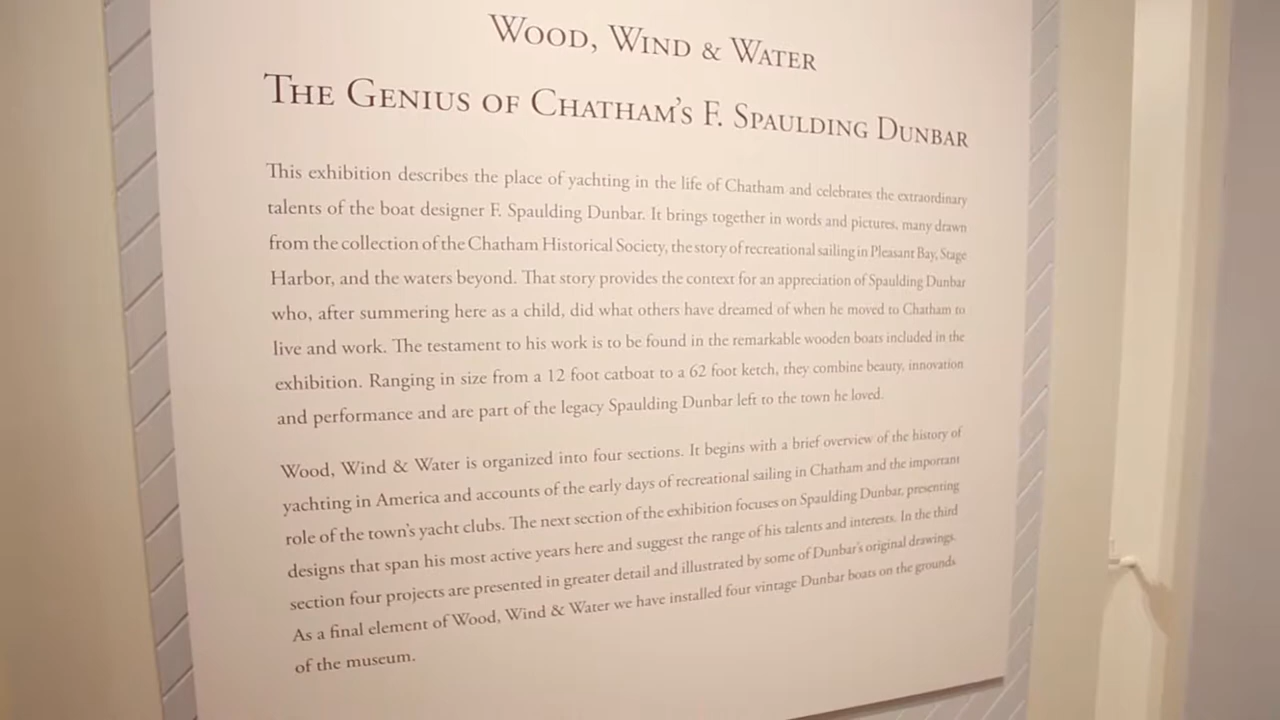 Wood, Wind & Water
The Genius of Chatham's F. Spaulding Dunbar
This exhibition describes the place of yachting in the life of Chatham and celebrates the extraordinary
talents of the boat designer F. Spaulding Dunbar. It brings together in words and pictures, many drawn
from the collection of the Chatham Historical Society, the story of recreational sailing in Pleasant Bay, Stage
Harbor, and the waters beyond. That story provides the context for an appreciation of Spaulding Dunbar
who, after summering here as a child, did what others have dreamed of when he moved to Chatham to
live and work. The testament to his work is to be found in the remarkable wooden boats included in the
exhibition. Ranging in size from a 12 foot catboat to a 62 foot ketch, they combine beauty, innovation
and performance and are part of the legacy Spaulding Dunbar left to the town he loved.
Wood, Wind & Water is organized into four sections. It begins with a brief overview of the history of
yachting in America and accounts of the early days of recreational sailing in Chatham and the important
role of the town's yacht clubs. The next section of the exhibition focuses on Spaulding Dunbar, presenting
designs that span his most active years here and suggest the range of his talents and interests. In the third
section four projects are presented in greater detail and illustrated by some of Dunbar's original drawings.
As a final element of Wood, Wind & Water we have installed four vintage Dunbar boats on the grounds
of the museum.